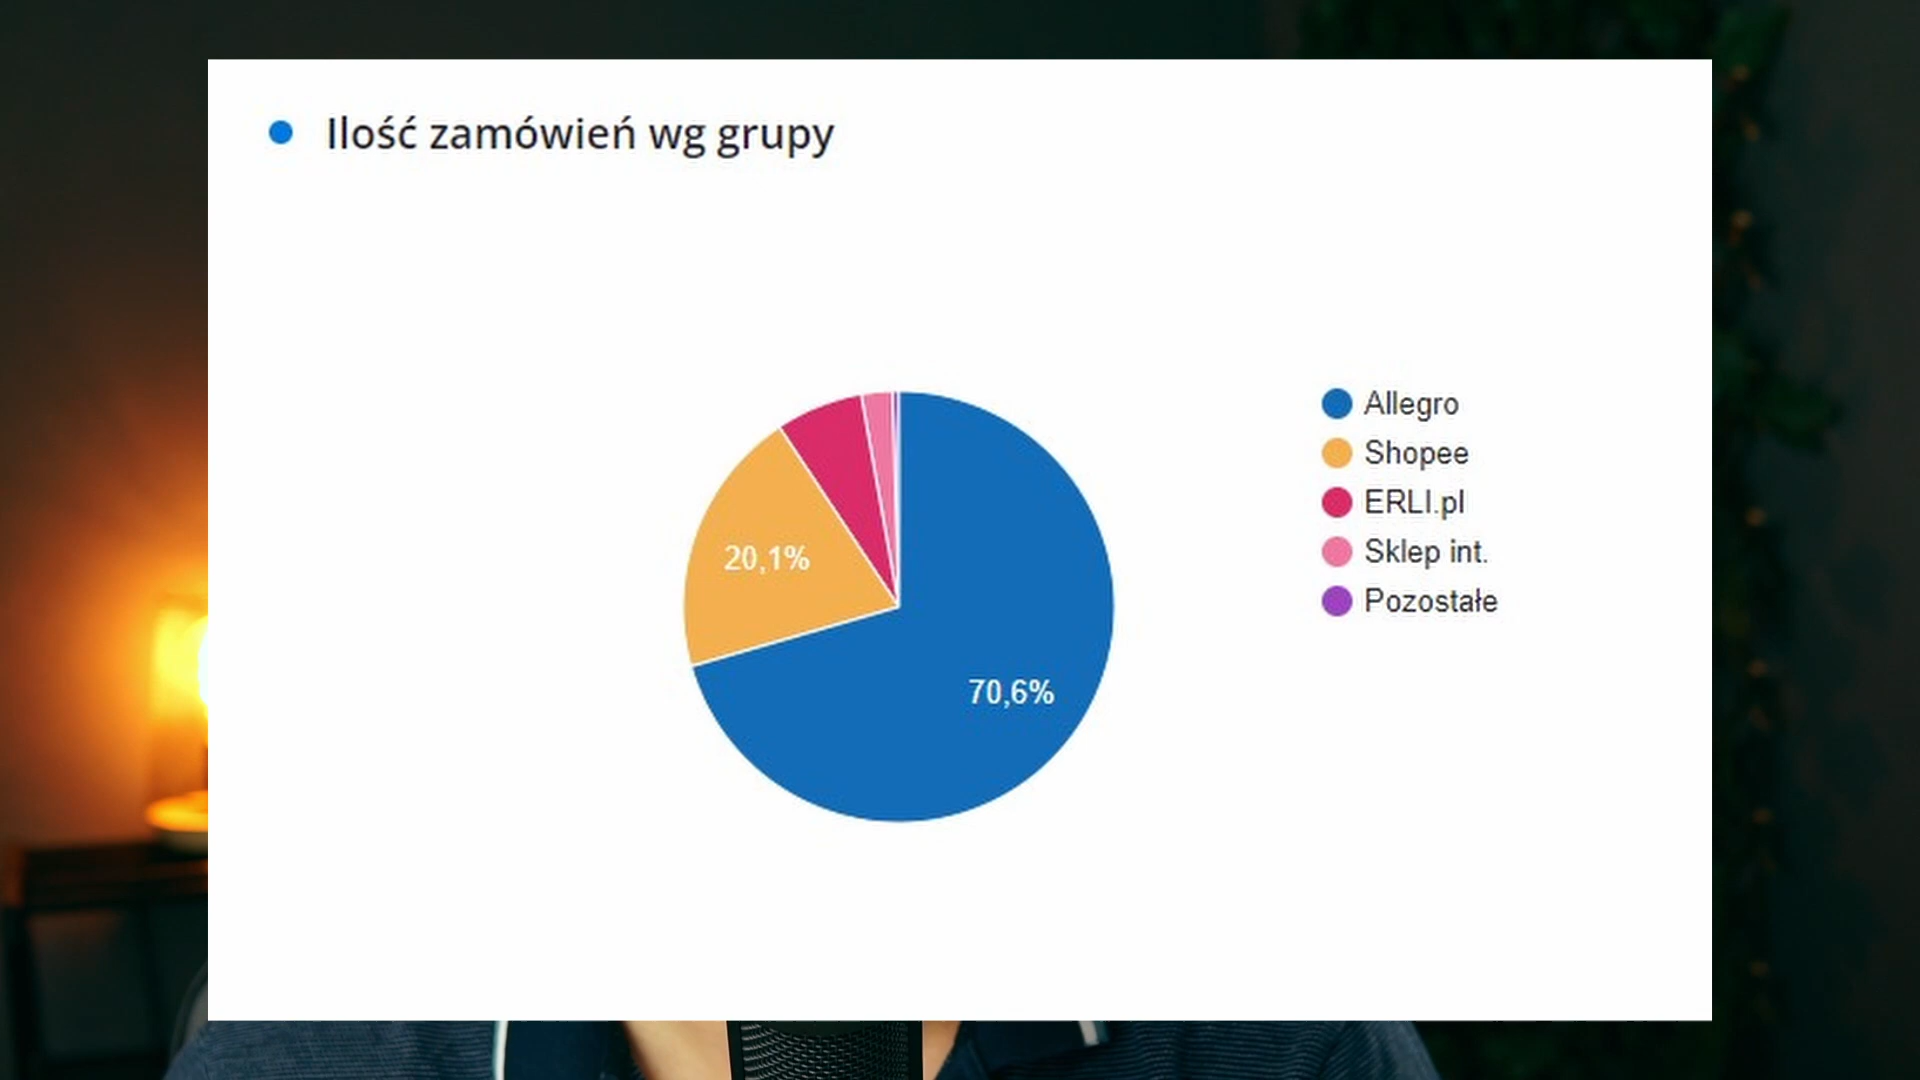 Ilość zamówień wg grupy
Allegro
Shopee
ERLI.pl
Sklep int.
Pozostałe
20,1%
70,6%